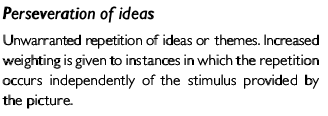 Perseveration of ideas
Unwarranted repetition of ideas or themes. Increased
weighting is given to instances in which the repetition
occurs independently of the stimulus provided by
the picture.